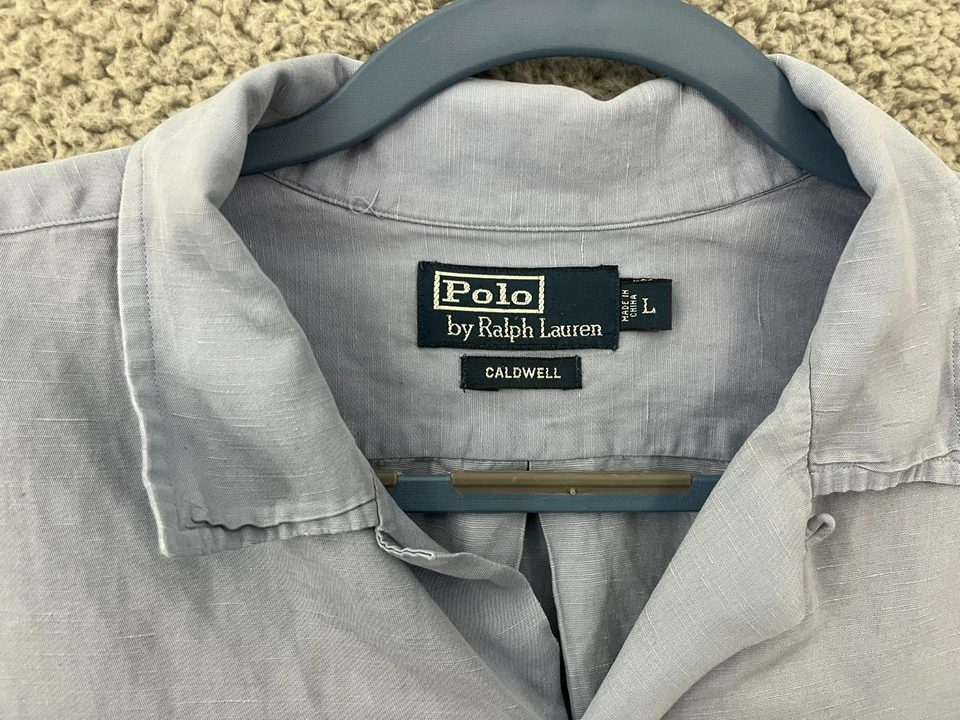 Polo
by Ralph Lauren
MADE IN
CHINA
L
CALDWELL